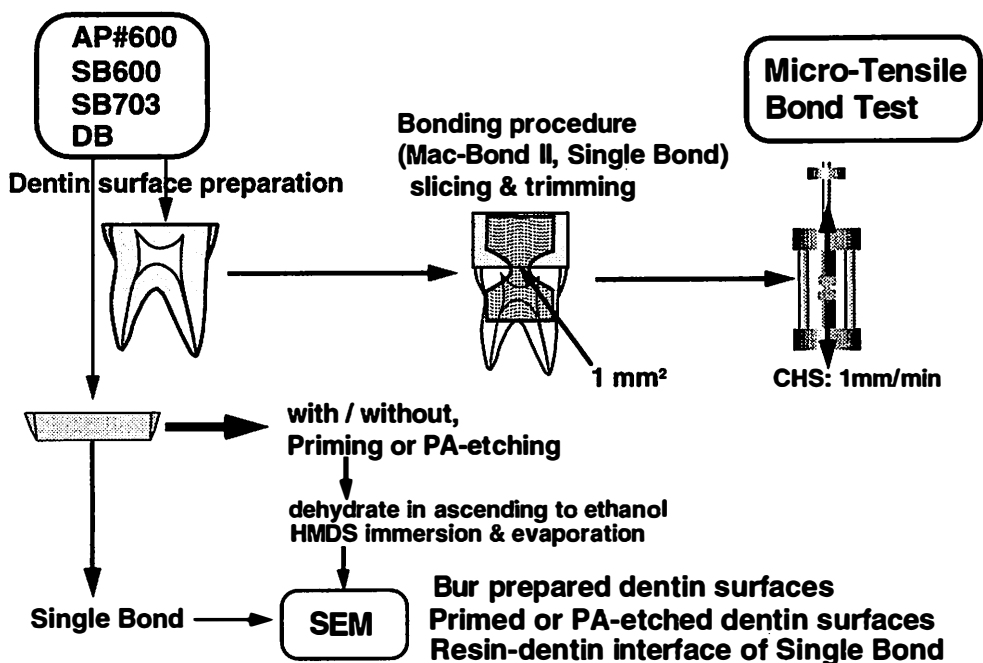 AP#600
SB600
SB703
DB
Dentin surface preparation
Bonding procedure
(Mac-Bond II, Single Bond)
slicing & trimming
1 mm²
Micro-Tensile
Bond Test
CHS: 1mm/min
with / without,
Priming or PA-etching
dehydrate in ascending to ethanol
HMDS immersion & evaporation
Single Bond
SEM
Bur prepared dentin surfaces
Primed or PA-etched dentin surfaces
Resin-dentin interface of Single Bond